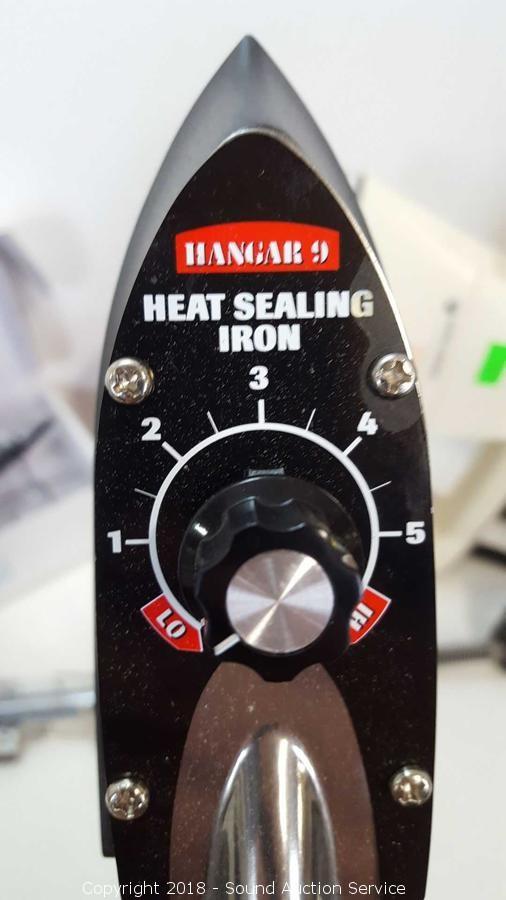 HANGAR 9
HEAT SEALING
IRON
3
2
4
1
5
LO
HI
Copyright 2018 - Sound Auction Service